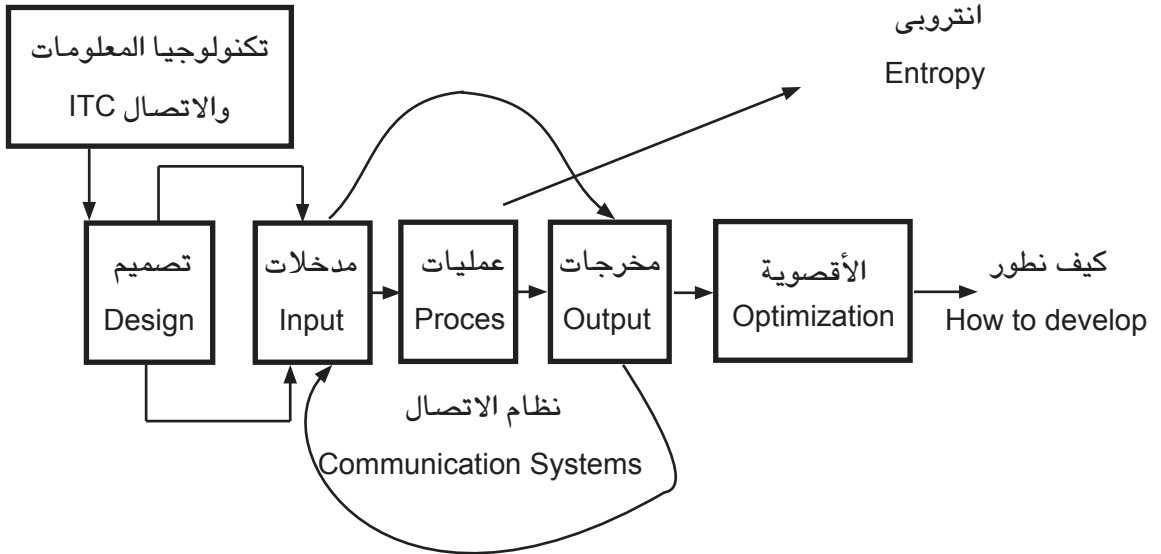 تكنولوجيا المعلومات
والاتصال ITC
انتروبى
Entropy
تصميم
Design
مدخلات
Input
عمليات
Proces
مخرجات
Output
الأقصوية
Optimization
كيف نطور
How to develop
نظام الاتصال
Communication Systems